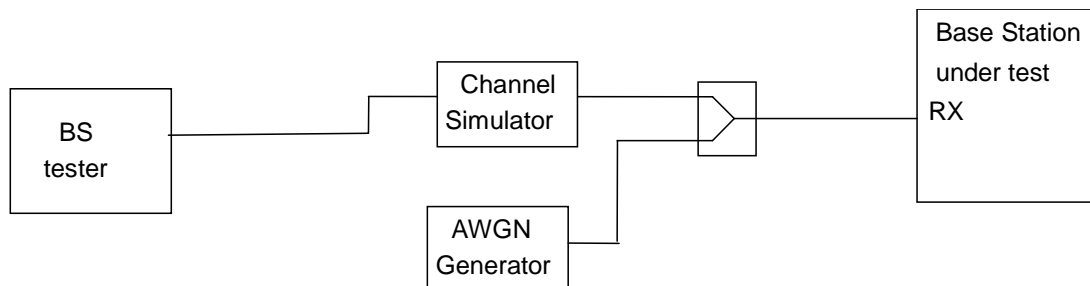 BS
tester
Channel
Simulator
AWGN
Generator
Base Station
under test
RX